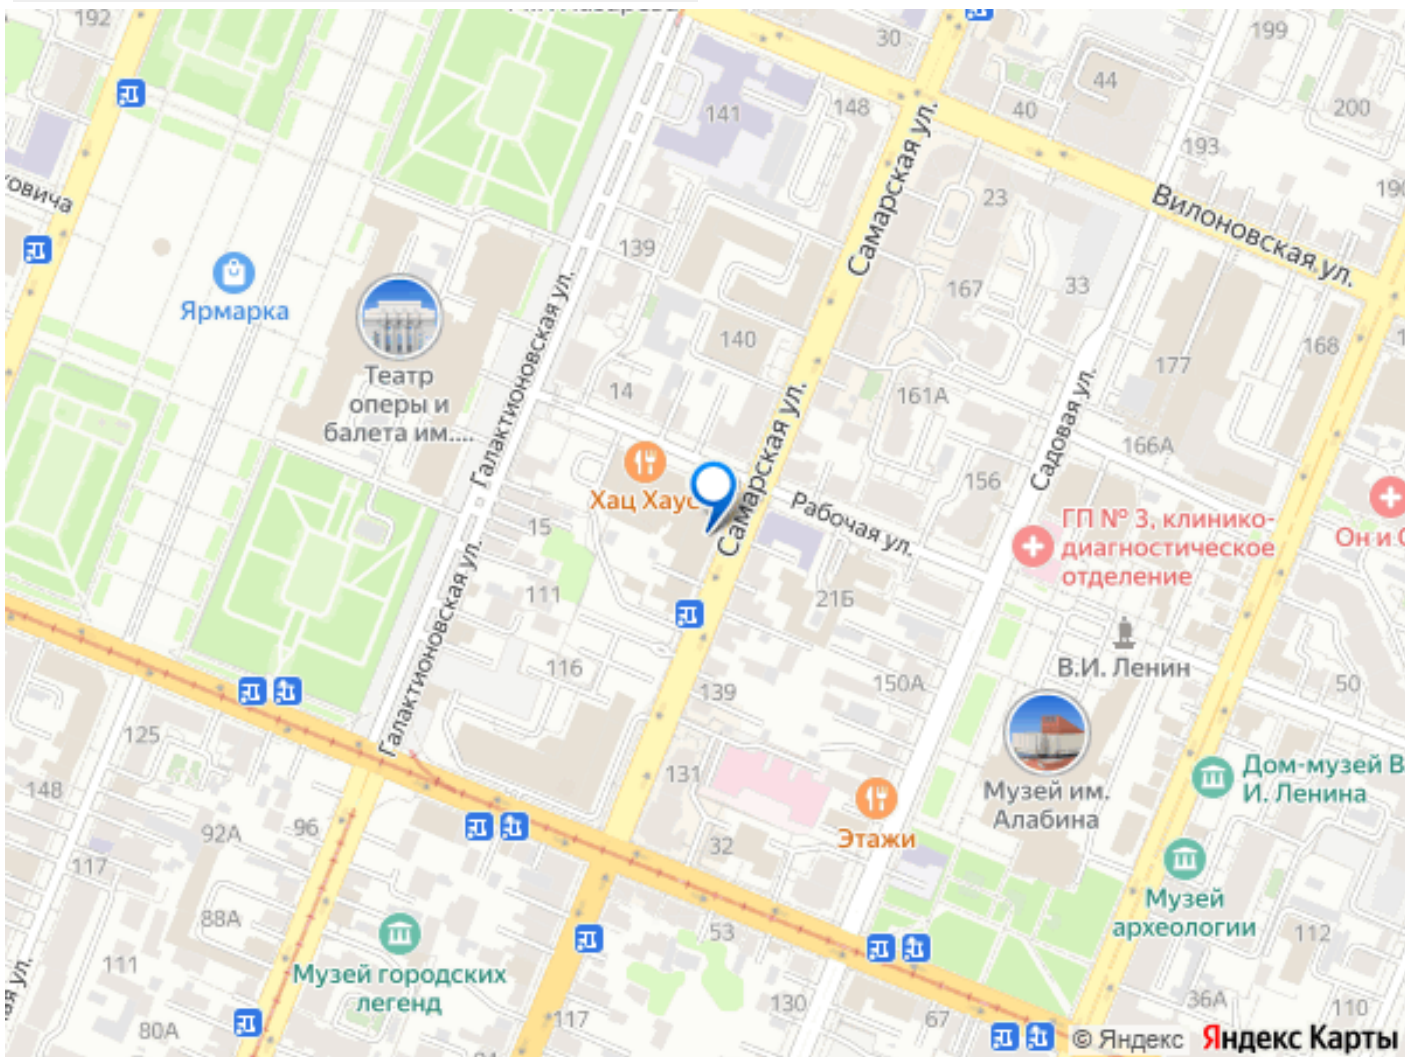 192
30
199
44
148
40
200
141
193
ковича
Самарская ул.
Вилоновская ул.
23
139
167
33
Ярмарка
Галактионовская ул.
140
168
177
Театр
оперы и
балета им....
14
161А
Самарская ул.
Садовая ул.
166А
Хац Хаус
156
Рабочая ул.
15
ГП № 3, клинико-
диагностическое
отделение
Он и
Галактионовская ул.
111
21Б
116
В.И. Ленин
139
150А
50
125
131
Музей им.
Алабина
Дом-музей В
И. Ленина
148
92А
96
32
Этажи
117
88А
53
Музей
археологии
112
Музей городских
легенд
111
ул.
80А
117
130
67
36А
110
© Яндекс Яндекс Карты